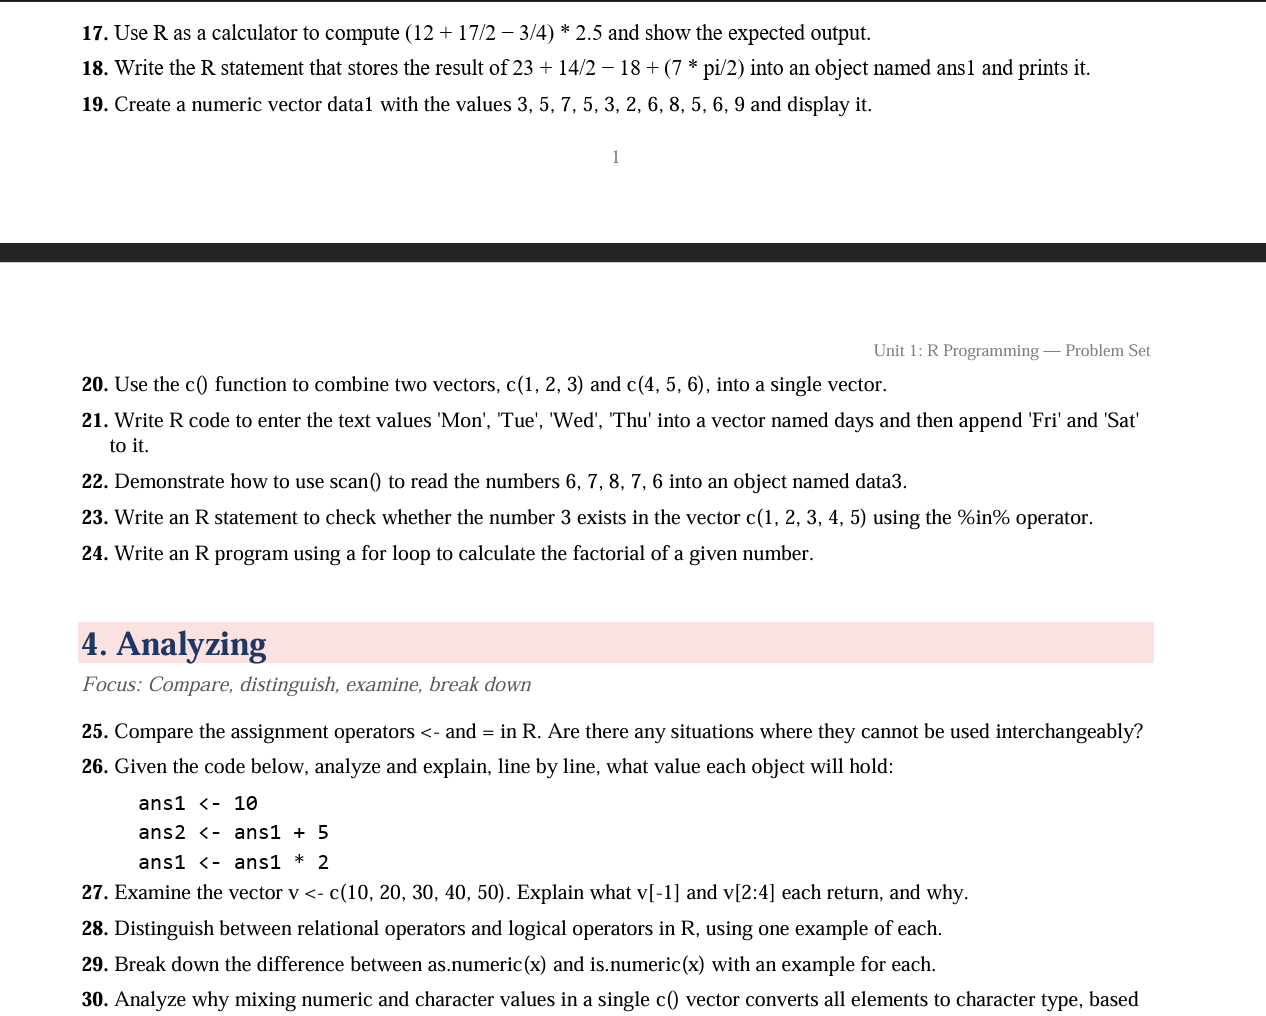 17. Use R as a calculator to compute (12 + 17/2 − 3/4) * 2.5 and show the expected output.
18. Write the R statement that stores the result of 23 + 14/2 − 18 + (7 * pi/2) into an object named ans1 and prints it.
19. Create a numeric vector data1 with the values 3, 5, 7, 5, 3, 2, 6, 8, 5, 6, 9 and display it.
1
Unit 1: R Programming — Problem Set
20. Use the c() function to combine two vectors, c(1, 2, 3) and c(4, 5, 6), into a single vector.
21. Write R code to enter the text values 'Mon', 'Tue', 'Wed', 'Thu' into a vector named days and then append 'Fri' and 'Sat'
to it.
22. Demonstrate how to use scan() to read the numbers 6, 7, 8, 7, 6 into an object named data3.
23. Write an R statement to check whether the number 3 exists in the vector c(1, 2, 3, 4, 5) using the %in% operator.
24. Write an R program using a for loop to calculate the factorial of a given number.
4. Analyzing
Focus: Compare, distinguish, examine, break down
25. Compare the assignment operators <- and = in R. Are there any situations where they cannot be used interchangeably?
26. Given the code below, analyze and explain, line by line, what value each object will hold:
ans1 <- 10
ans2 <- ans1 + 5
ans1 <- ans1 * 2
27. Examine the vector v <- c(10, 20, 30, 40, 50). Explain what v[-1] and v[2:4] each return, and why.
28. Distinguish between relational operators and logical operators in R, using one example of each.
29. Break down the difference between as.numeric(x) and is.numeric(x) with an example for each.
30. Analyze why mixing numeric and character values in a single c() vector converts all elements to character type, based